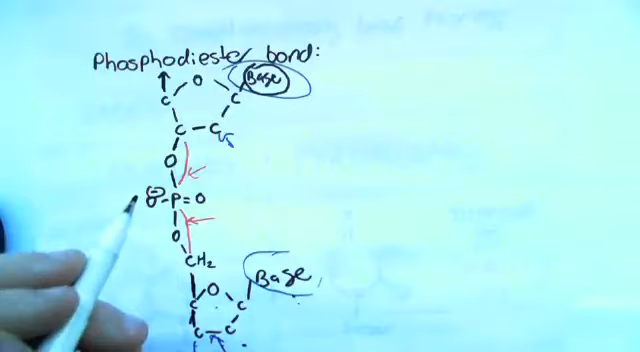 Phosphodiester bond:
O
Base
C
C
C - C
O
⊖
O - P = O
O
CH2
Base
O
C
C
C - C